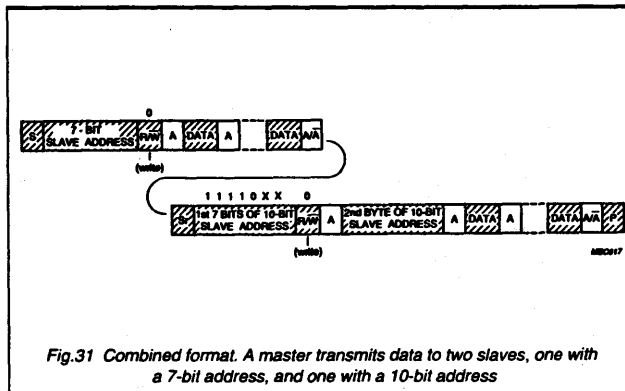 0
S 7 - BIT SLAVE ADDRESS R/W̅ A DATA A DATA A/A̅
(write)
1 1 1 1 0 X X 0
Sr 1st 7 BITS OF 10-BIT SLAVE ADDRESS R/W̅ A 2nd BYTE OF 10-BIT SLAVE ADDRESS A DATA A DATA A/A̅ P
(write)
Fig.31 Combined format. A master transmits data to two slaves, one with
a 7-bit address, and one with a 10-bit address